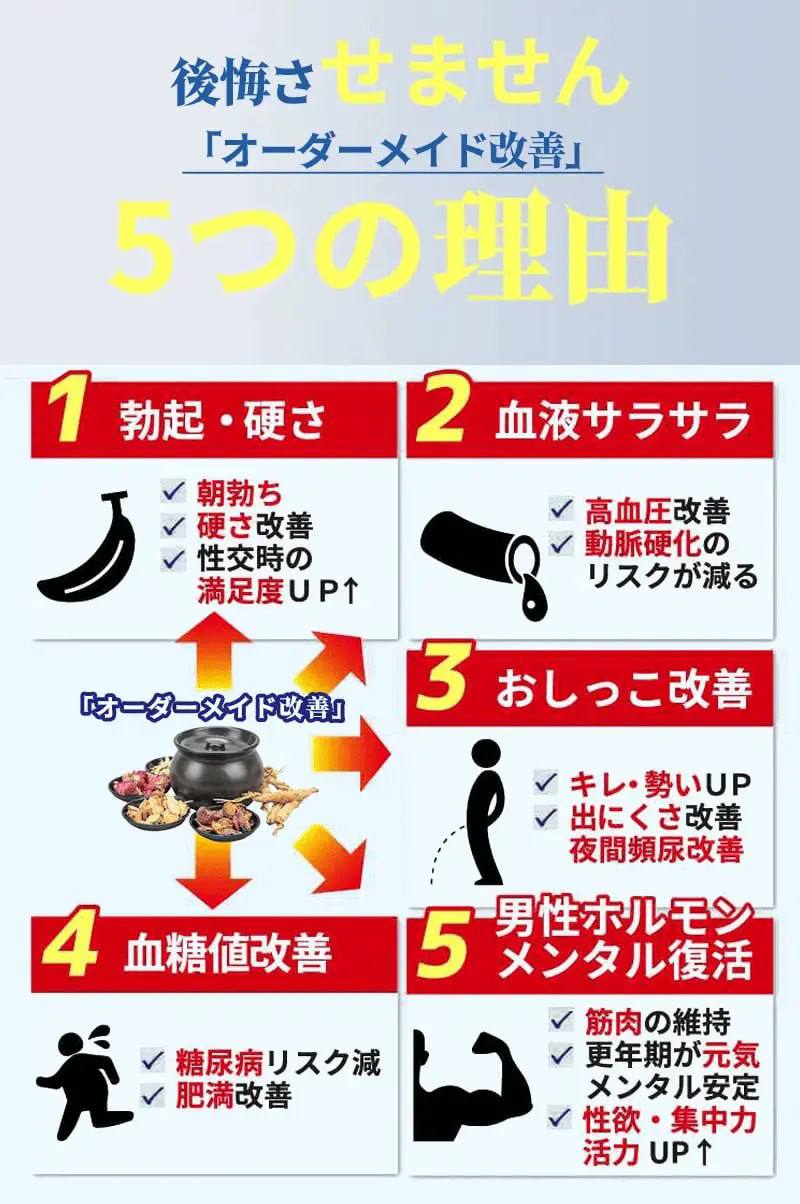 後悔させません
「オーダーメイド改善」
5つの理由
1 勃起・硬さ
朝勃ち
硬さ改善
性交時の
満足度UP↑
2 血液サラサラ
高血圧改善
動脈硬化の
リスクが減る
「オーダーメイド改善」
3 おしっこ改善
キレ・勢いUP
出にくさ改善
夜間頻尿改善
4 血糖値改善
糖尿病リスク減
肥満改善
5 男性ホルモン
メンタル復活
筋肉の維持
更年期が元気
メンタル安定
性欲・集中力
活力 UP↑